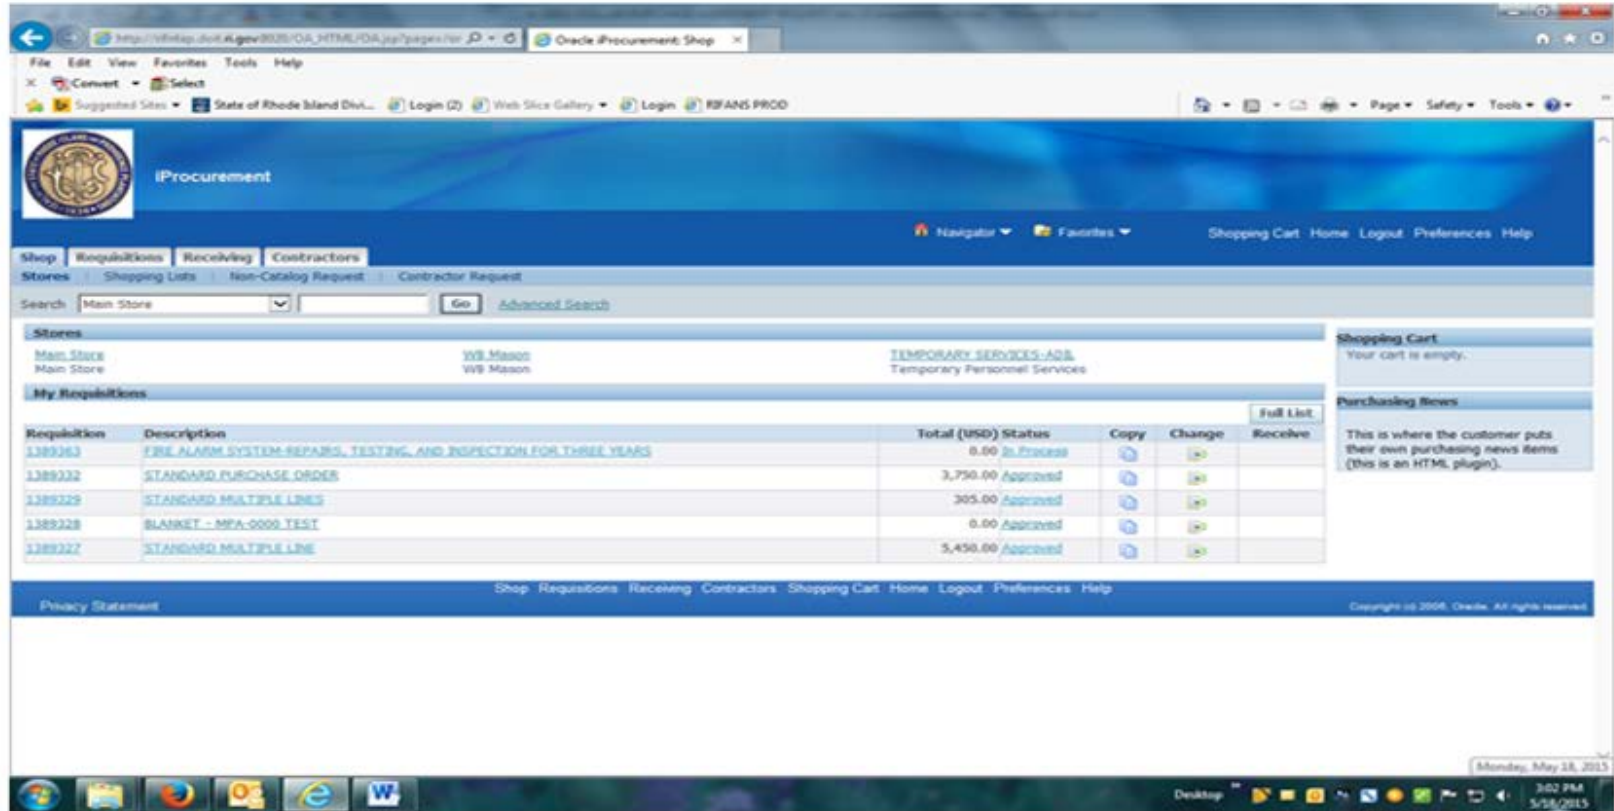 Oracle iProcurement: Shop
File Edit View Favorites Tools Help
Convert Select
Suggested Sites State of Rhode Island Divi... Login (2) Web Slice Gallery Login RIFANS PROD Page Safety Tools
iProcurement
Navigator Favorites Shopping Cart Home Logout Preferences Help
Shop Requisitions Receiving Contractors
Stores Shopping Lists Non-Catalog Request Contractor Request
Search Main Store Go Advanced Search
Stores
Main Store WB Mason TEMPORARY SERVICES-ADIL
Main Store WB Mason Temporary Personnel Services
Shopping Cart
Your cart is empty.
My Requisitions
Full List
Requisition Description Total (USD) Status Copy Change Receive
1389363 FIRE ALARM SYSTEM-REPAIRS, TESTING, AND INSPECTION FOR THREE YEARS 0.00 In Process
1389332 STANDARD PURCHASE ORDER 3,750.00 Approved
1389329 STANDARD MULTIPLE LINES 305.00 Approved
1389328 BLANKET - MPA-0000 TEST 0.00 Approved
1389327 STANDARD MULTIPLE LINE 5,450.00 Approved
Purchasing News
This is where the customer puts
their own purchasing news items
(this is an HTML plugin).
Shop Requisitions Receiving Contractors Shopping Cart Home Logout Preferences Help
Privacy Statement Copyright (c) 2006, Oracle. All rights reserved.
Monday, May 18, 2015
Desktop 3:02 PM
5/18/2015